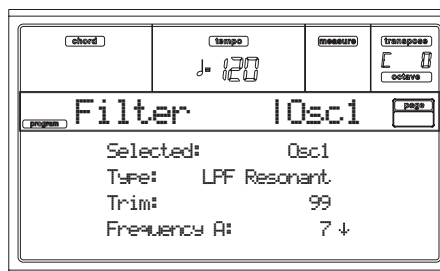 chord tempo measure transpose
♩= 120 C 0
octave
program Filter |Osc1 page
Selected: Osc1
Type: LPF Resonant
Trim: 99
Frequency A: 7 ↓